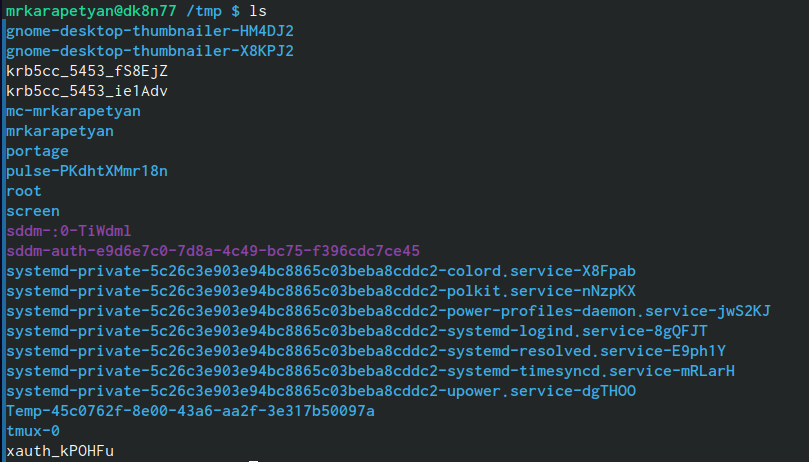 mrkarapetyan@dk8n77 /tmp $ ls
gnome-desktop-thumbnailer-HM4DJ2
gnome-desktop-thumbnailer-X8KPJ2
krb5cc_5453_fS8EjZ
krb5cc_5453_ie1Adv
mc-mrkarapetyan
mrkarapetyan
portage
pulse-PKdhtXMmr18n
root
screen
sddm-:0-TiWdml
sddm-auth-e9d6e7c0-7d8a-4c49-bc75-f396cdc7ce45
systemd-private-5c26c3e903e94bc8865c03beba8cddc2-colord.service-X8Fpab
systemd-private-5c26c3e903e94bc8865c03beba8cddc2-polkit.service-nNzpKX
systemd-private-5c26c3e903e94bc8865c03beba8cddc2-power-profiles-daemon.service-jwS2KJ
systemd-private-5c26c3e903e94bc8865c03beba8cddc2-systemd-logind.service-8gQFJT
systemd-private-5c26c3e903e94bc8865c03beba8cddc2-systemd-resolved.service-E9ph1Y
systemd-private-5c26c3e903e94bc8865c03beba8cddc2-systemd-timesyncd.service-mRLarH
systemd-private-5c26c3e903e94bc8865c03beba8cddc2-upower.service-dgTHOO
Temp-45c0762f-8e00-43a6-aa2f-3e317b50097a
tmux-0
xauth_kPOHFu